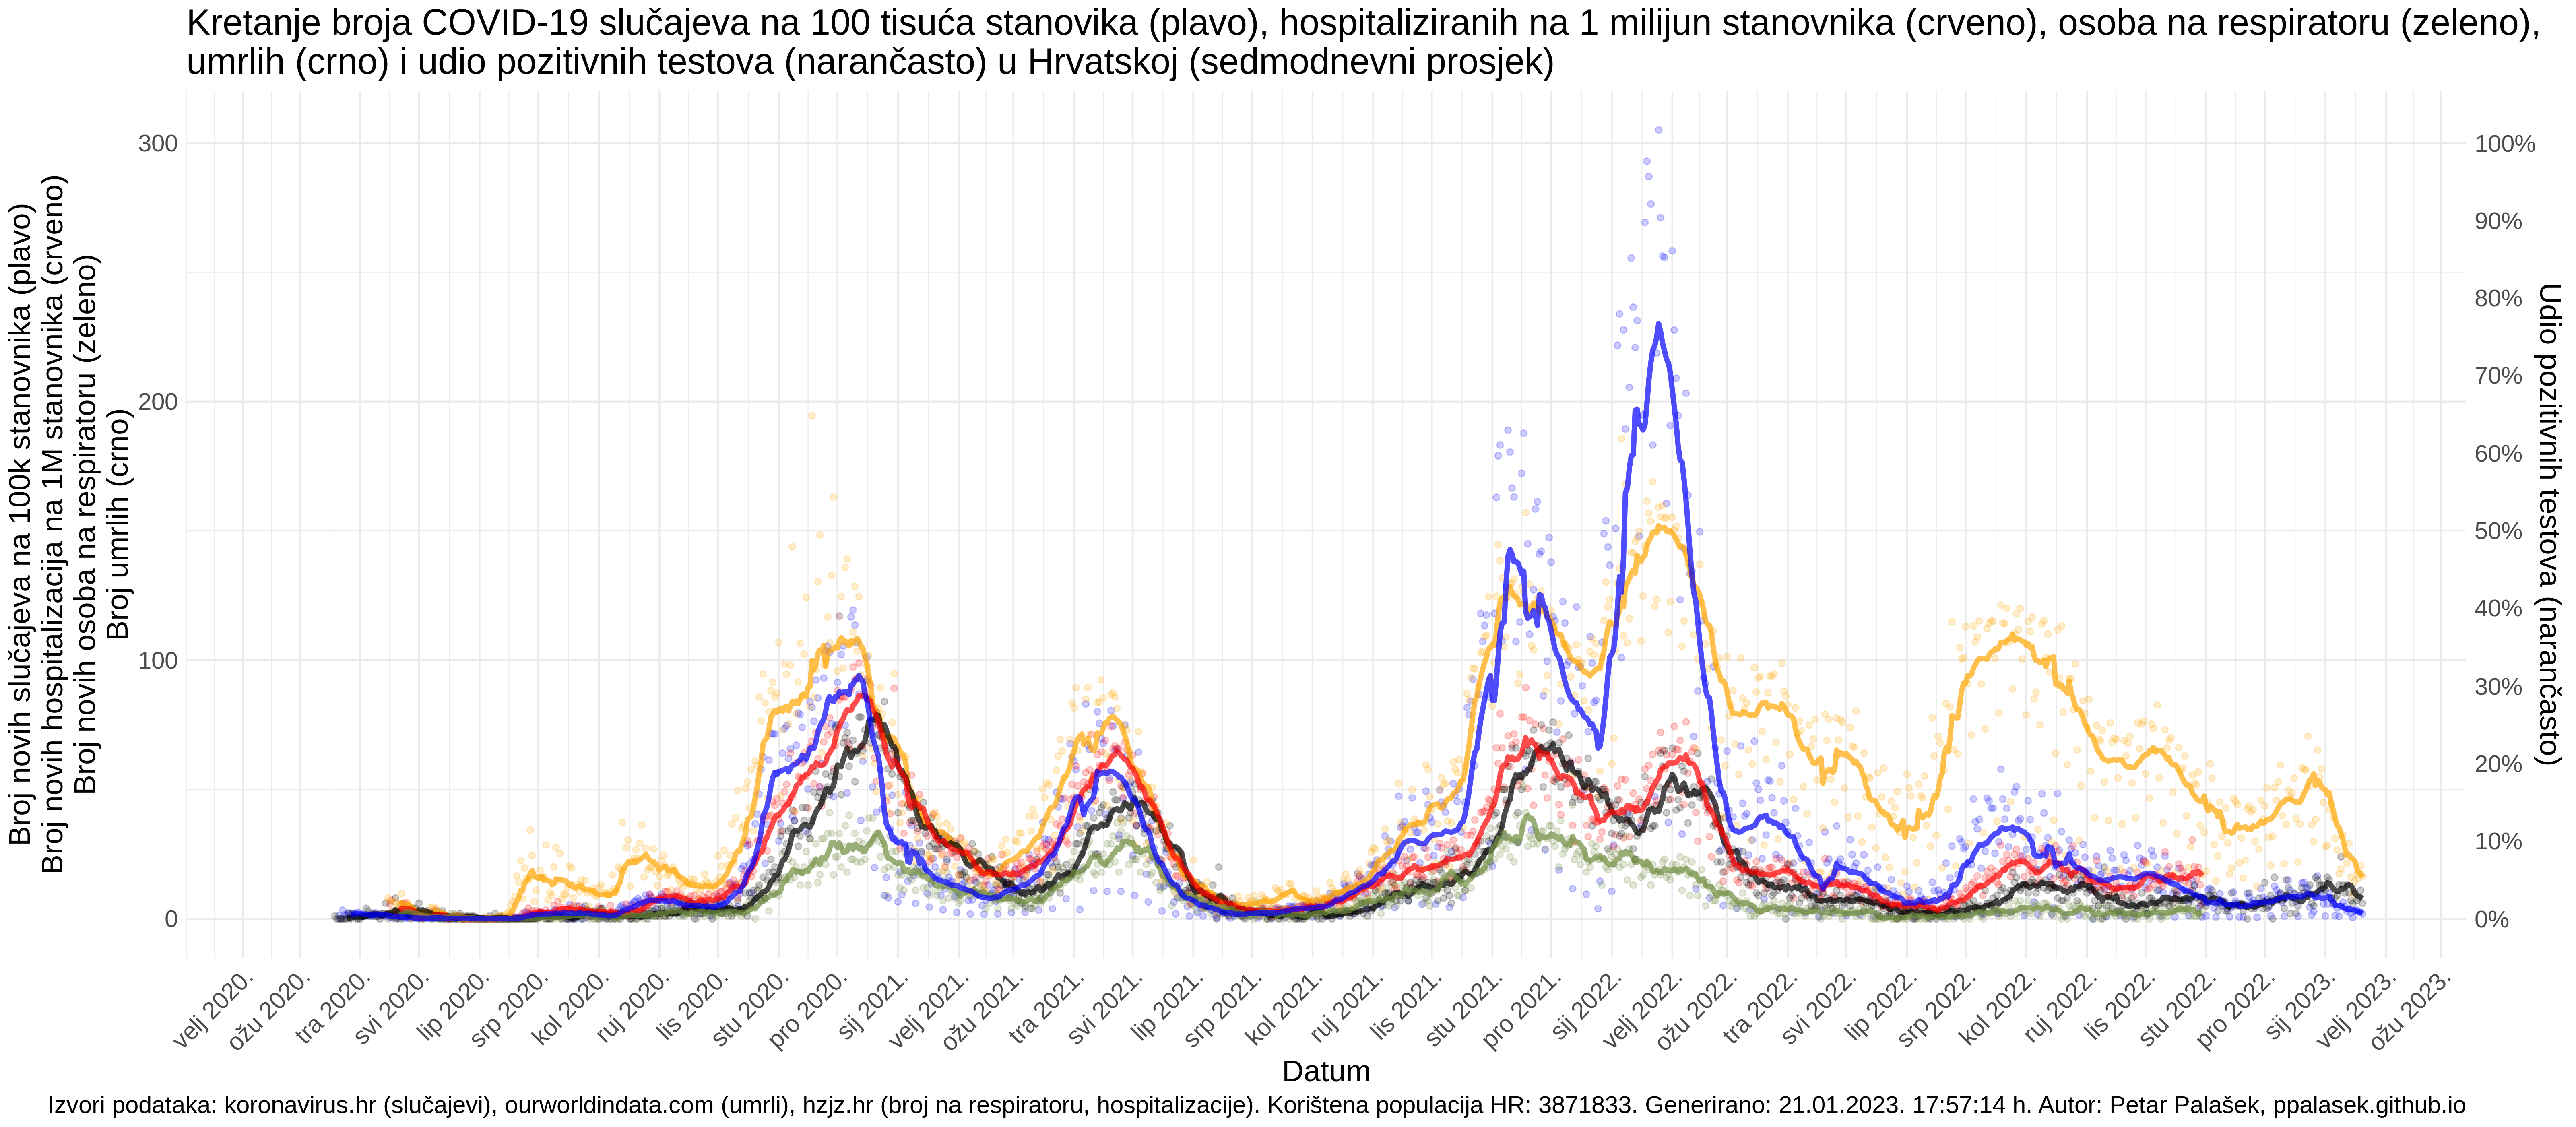 Kretanje broja COVID-19 slučajeva na 100 tisuća stanovika (plavo), hospitaliziranih na 1 milijun stanovnika (crveno), osoba na respiratoru (zeleno),
umrlih (crno) i udio pozitivnih testova (narančasto) u Hrvatskoj (sedmodnevni prosjek)
Broj novih slučajeva na 100k stanovnika (plavo)
Broj novih hospitalizacija na 1M stanovnika (crveno)
Broj novih osoba na respiratoru (zeleno)
Broj umrlih (crno)
300
200
100
0
100%
90%
80%
70%
60%
50%
40%
30%
20%
10%
0%
Udio pozitivnih testova (narančasto)
velj 2020.
ožu 2020.
tra 2020.
svi 2020.
lip 2020.
srp 2020.
kol 2020.
ruj 2020.
lis 2020.
stu 2020.
pro 2020.
sij 2021.
velj 2021.
ožu 2021.
tra 2021.
svi 2021.
lip 2021.
srp 2021.
kol 2021.
ruj 2021.
lis 2021.
stu 2021.
pro 2021.
sij 2022.
velj 2022.
ožu 2022.
tra 2022.
svi 2022.
lip 2022.
srp 2022.
kol 2022.
ruj 2022.
lis 2022.
stu 2022.
pro 2022.
sij 2023.
velj 2023.
ožu 2023.
Datum
Izvori podataka: koronavirus.hr (slučajevi), ourworldindata.com (umrli), hzjz.hr (broj na respiratoru, hospitalizacije). Korištena populacija HR: 3871833. Generirano: 21.01.2023. 17:57:14 h. Autor: Petar Palašek, ppalasek.github.io